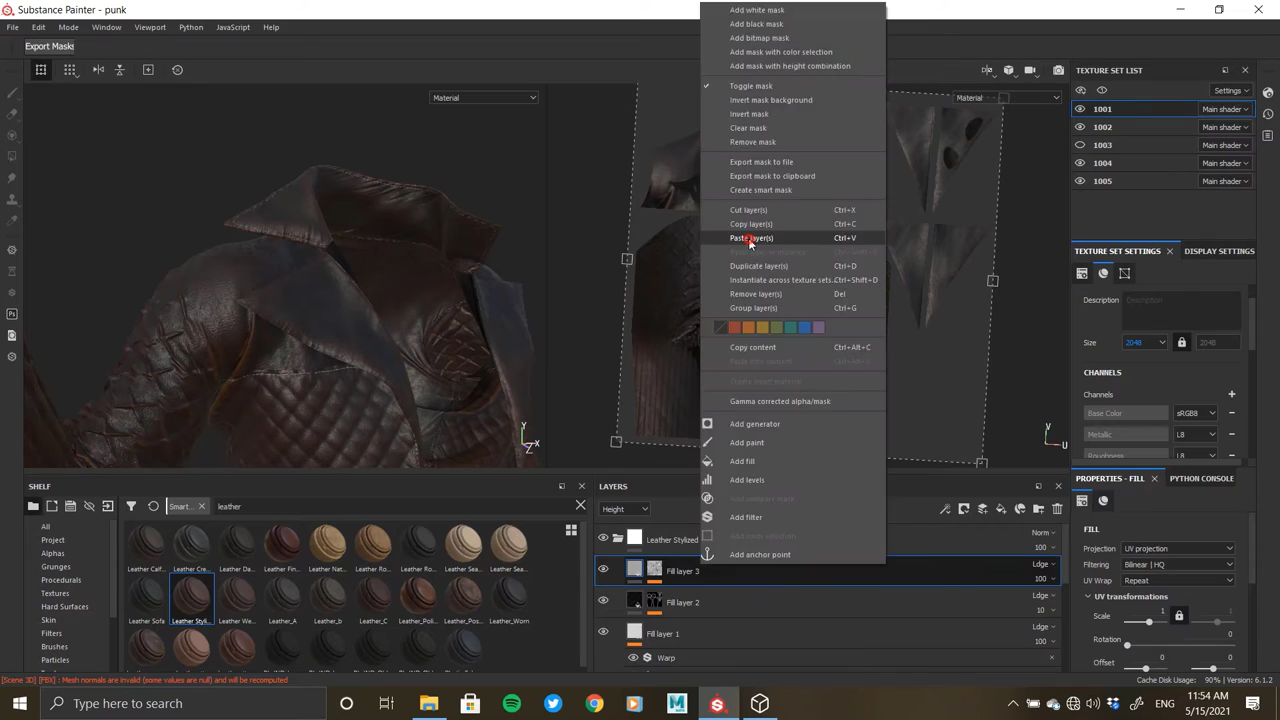 Substance Painter - punk
File Edit Mode Window Viewport Python JavaScript Help
Export Masks
Material
Material
Add white mask
Add black mask
Add bitmap mask
Add mask with color selection
Add mask with height combination
Toggle mask
Invert mask background
Invert mask
Clear mask
Remove mask
Export mask to file
Export mask to clipboard
Create smart mask
Cut layer(s) Ctrl+X
Copy layer(s) Ctrl+C
Paste layer(s) Ctrl+V
Duplicate layer(s) Ctrl+D
Instantiate across texture sets.. Ctrl+Shift+D
Remove layer(s) Del
Group layer(s) Ctrl+G
Copy content Ctrl+Alt+C
Create smart material
Gamma corrected alpha/mask
Add generator
Add paint
Add fill
Add levels
Add filter
Add anchor point
TEXTURE SET LIST
Settings
1001 Main shader
1002 Main shader
1003 Main shader
1004 Main shader
1005 Main shader
TEXTURE SET SETTINGS DISPLAY SETTINGS
Description Description
Size 2048 2048
CHANNELS
Channels
Base Color sRGB8
Metallic L8
Roughness L8
PROPERTIES - FILL PYTHON CONSOLE
FILL
Projection UV projection
Filtering Bilinear | HQ
UV Wrap Repeat
UV transformations
Scale 1 1
Rotation 0
Offset 0 0
Y
X
Z
V
U
SHELF
Smart... leather
All
Project
Alphas
Grunges
Procedurals
Textures
Hard Surfaces
Skin
Filters
Brushes
Particles
Leather Calf... Leather Cre... Leather Da... Leather Fin... Leather Nat... Leather Ro... Leather Sea... Leather Sea...
Leather Sofa Leather Styli... Leather We... Leather_A Leather_b Leather_C Leather_Poli... Leather_Pos... Leather_Worn
LAYERS
Height
Leather Stylized Norm
100
Fill layer 3 Ldge
100
Fill layer 2 Ldge
10
Fill layer 1 Ldge
100
Warp
[Scene 3D] [FBX] : Mesh normals are invalid (some values are null) and will be recomputed
Cache Disk Usage: 90% | Version: 6.1.2
Type here to search
11:54 AM
5/15/2021